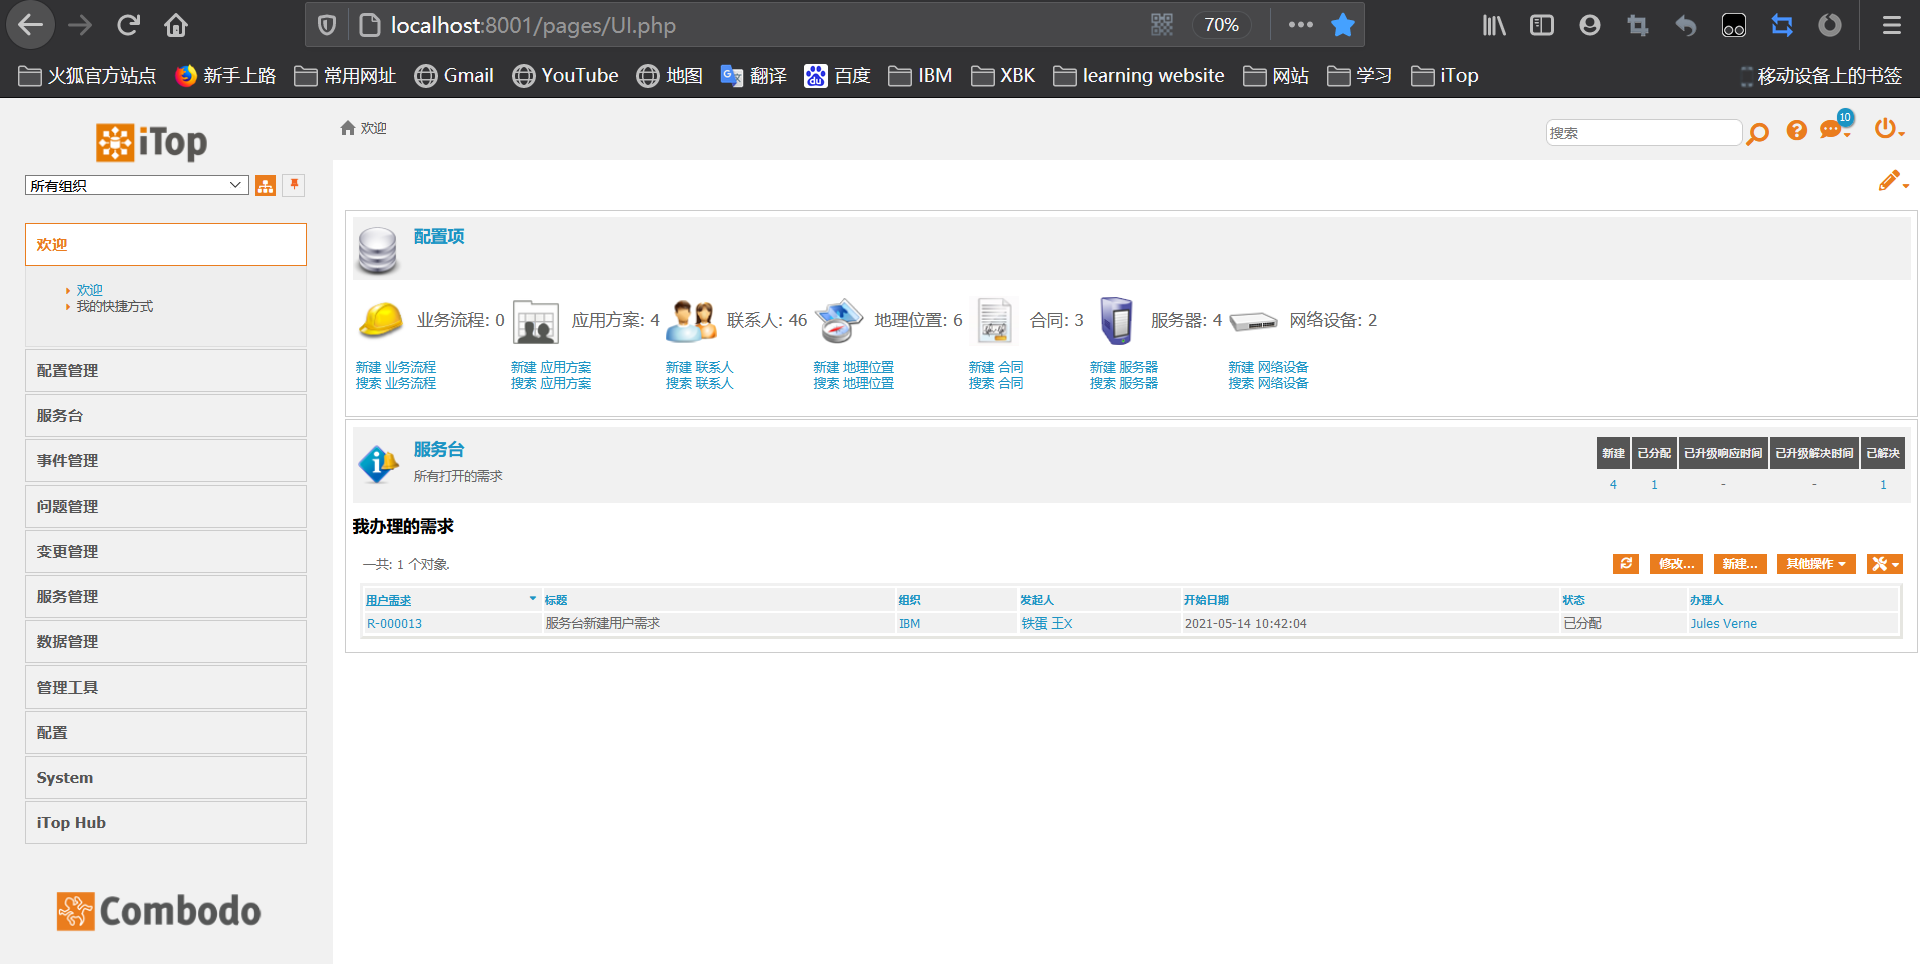 localhost:8001/pages/UI.php
70%
火狐官方站点
新手上路
常用网址
Gmail
YouTube
地图
翻译
百度
IBM
XBK
learning website
网站
学习
iTop
移动设备上的书签
iTop
欢迎
搜索
10
所有组织
欢迎
欢迎
我的快捷方式
配置管理
服务台
事件管理
问题管理
变更管理
服务管理
数据管理
管理工具
配置
System
iTop Hub
Combodo
配置项
业务流程: 0
应用方案: 4
联系人: 46
地理位置: 6
合同: 3
服务器: 4
网络设备: 2
新建 业务流程
新建 应用方案
新建 联系人
新建 地理位置
新建 合同
新建 服务器
新建 网络设备
搜索 业务流程
搜索 应用方案
搜索 联系人
搜索 地理位置
搜索 合同
搜索 服务器
搜索 网络设备
服务台
所有打开的需求
新建 已分配 已升级响应时间 已升级解决时间 已解决
4 1 - - 1
我办理的需求
一共: 1 个对象.
修改...
新建...
其他操作
用户需求 标题 组织 发起人 开始日期 状态 办理人
R-000013 服务台新建用户需求 IBM 铁蛋 王X 2021-05-14 10:42:04 已分配 Jules Verne